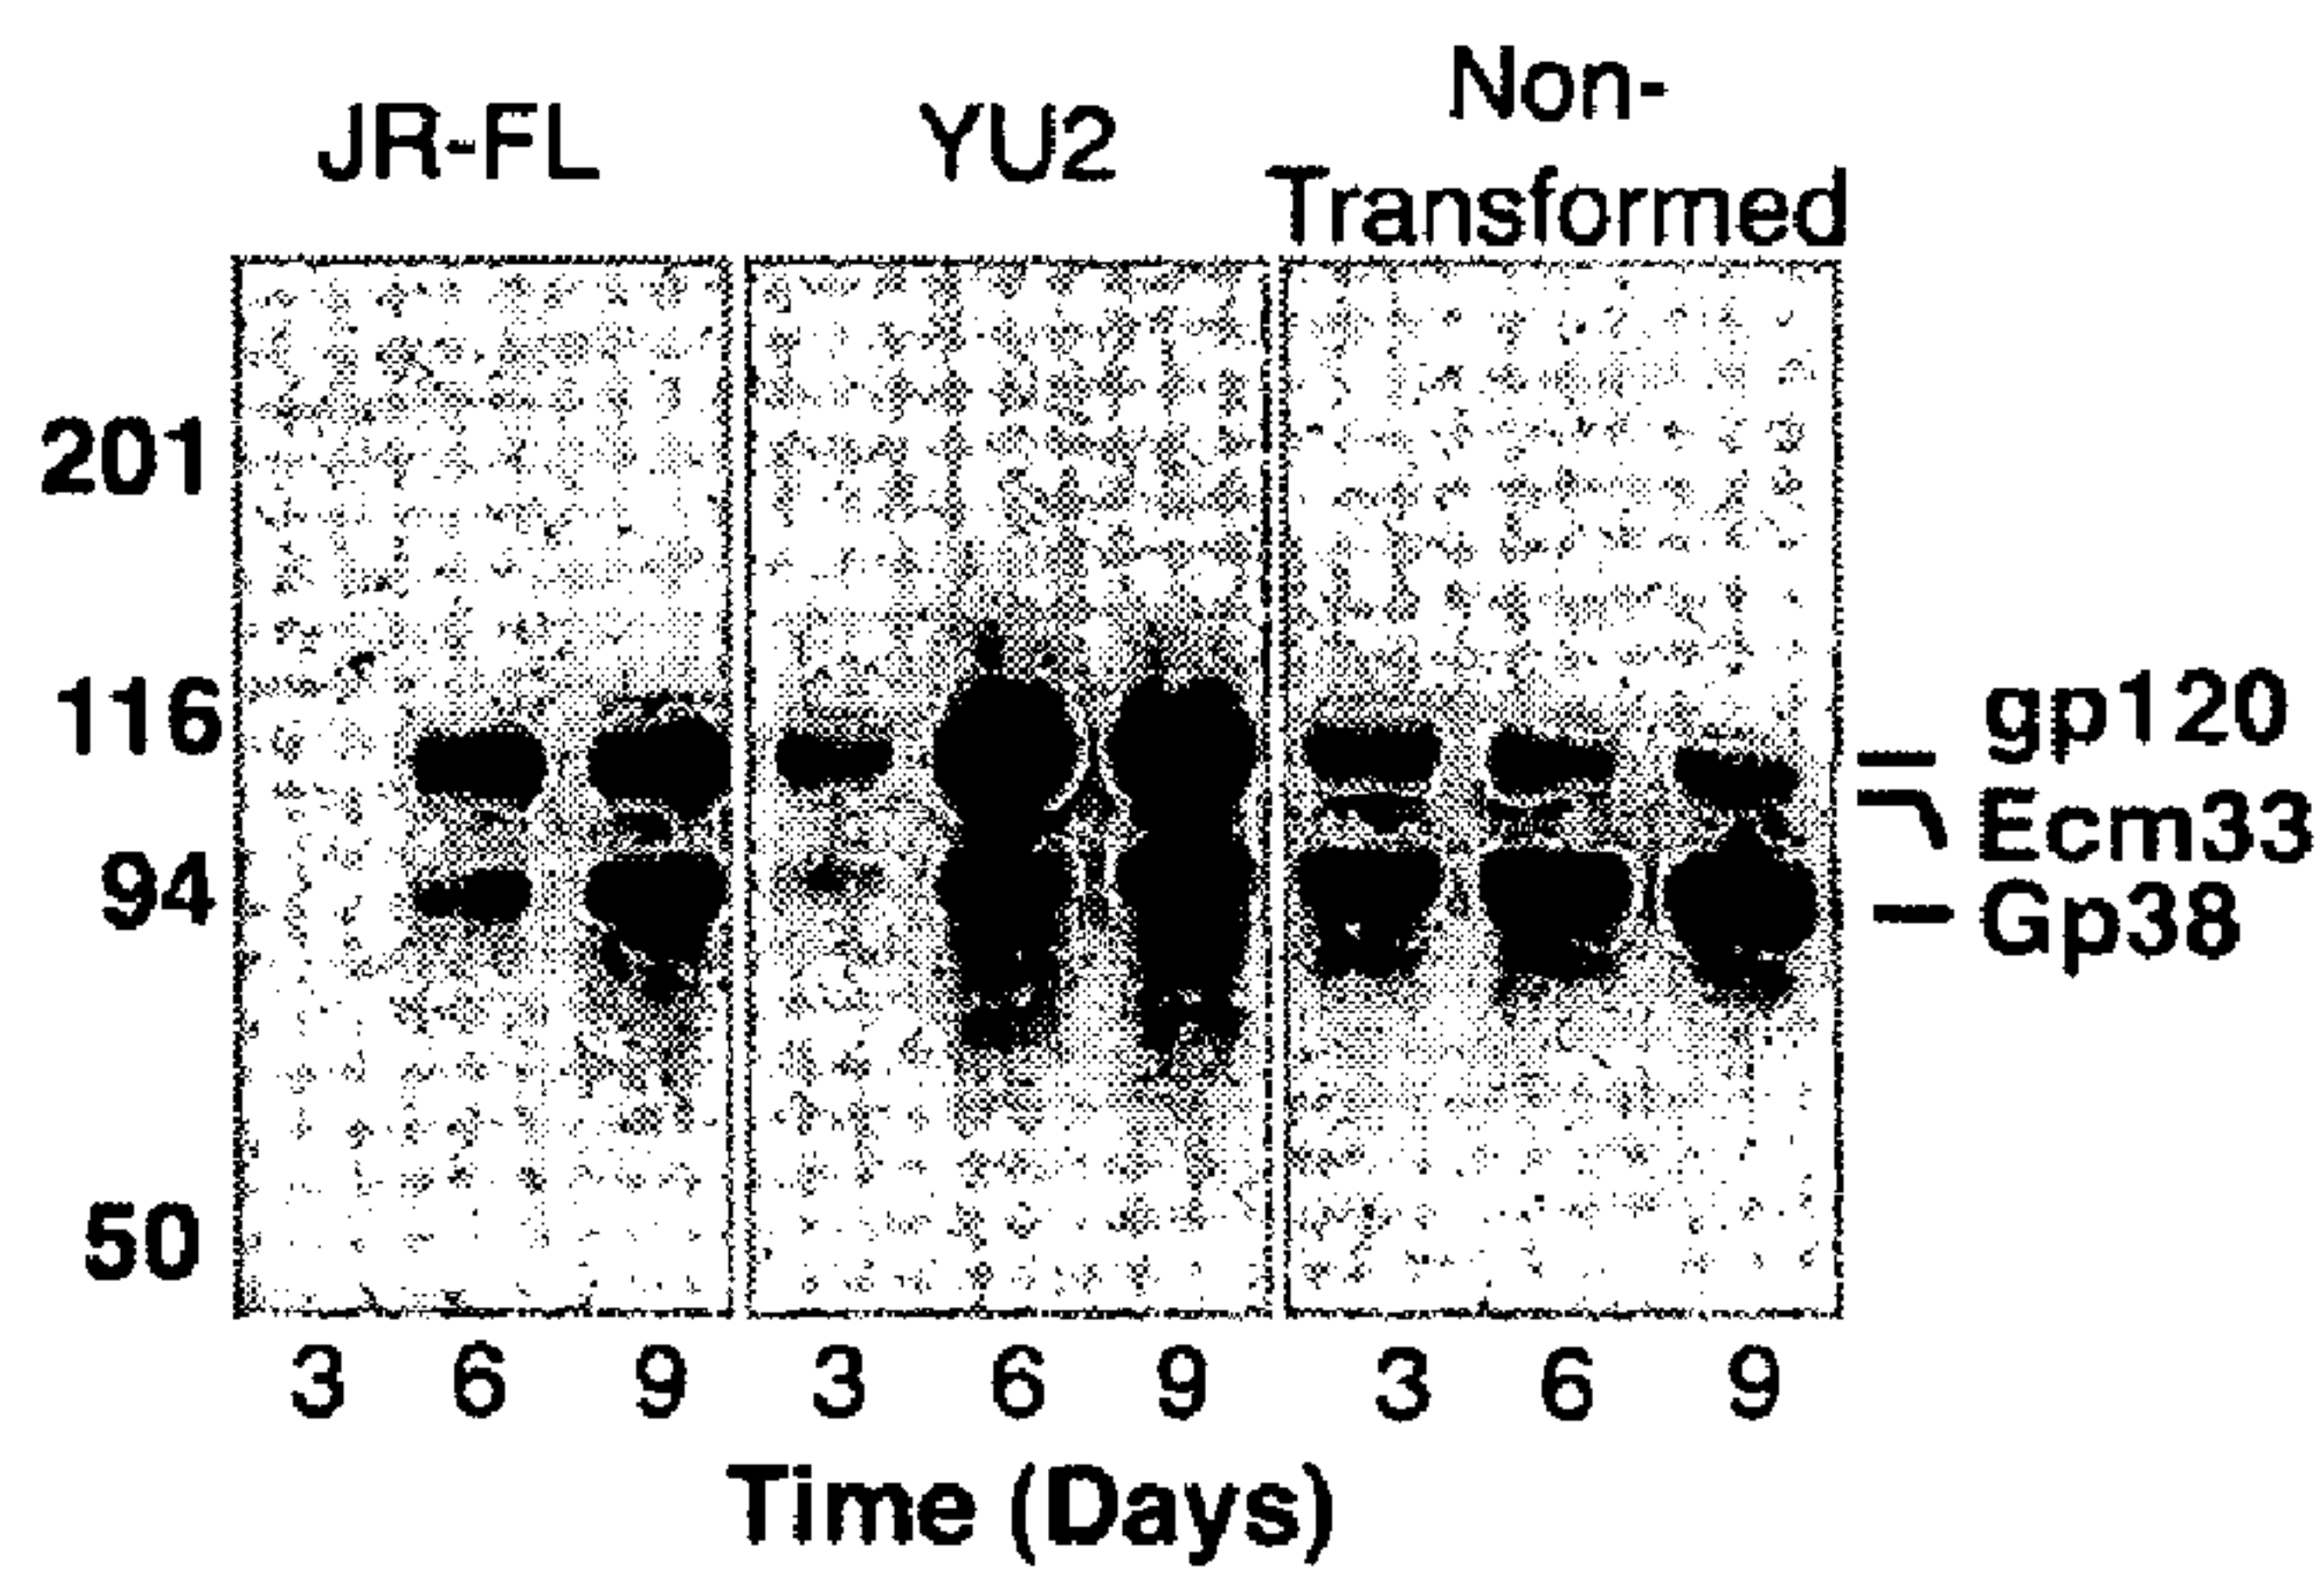 JR-FL
YU2
Non-
Transformed
201
116
94
50
gp120
Ecm33
Gp38
3 6 9 3 6 9 3 6 9
Time (Days)